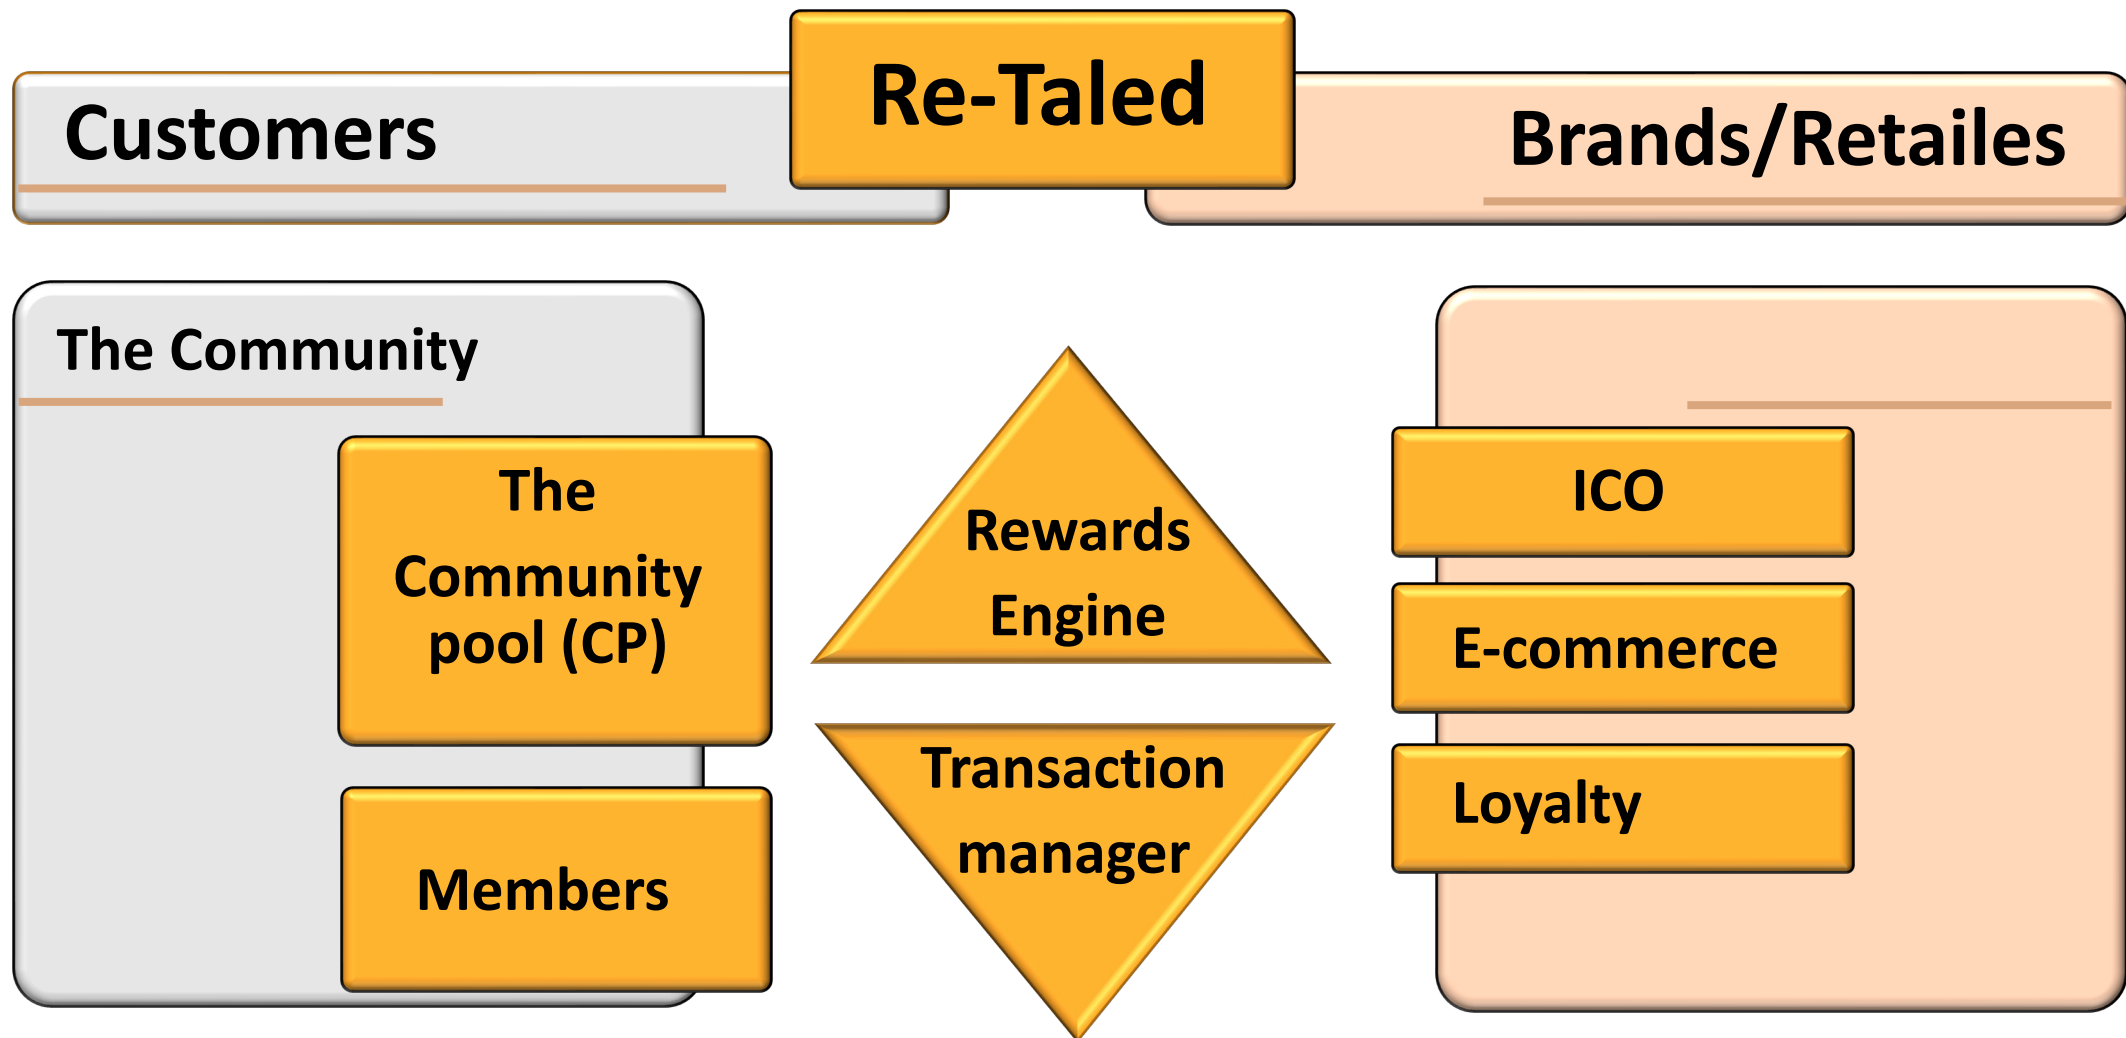 Re-Taled
Customers
Brands/Retailes
The Community
The
Community
pool (CP)
Members
Rewards
Engine
Transaction
manager
ICO
E-commerce
Loyalty